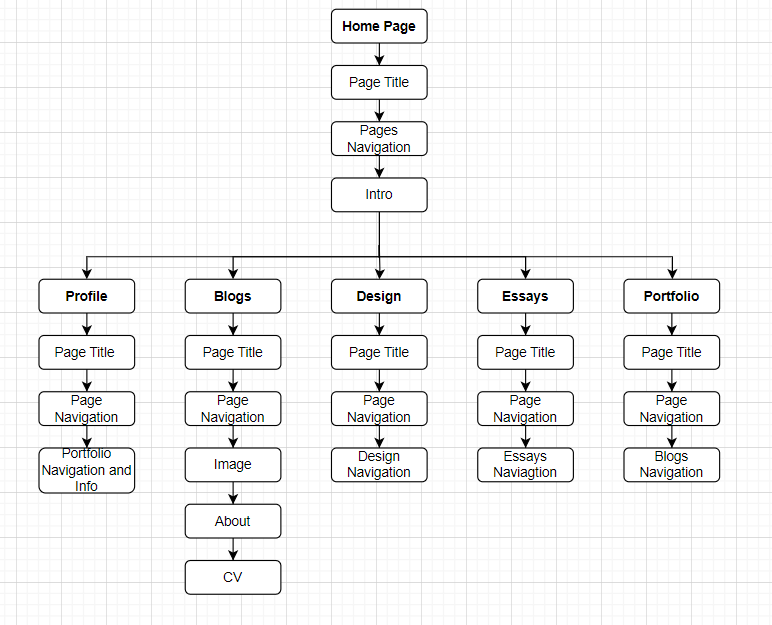 Home Page
Page Title
Pages
Navigation
Intro
Profile
Blogs
Design
Essays
Portfolio
Page Title
Page Title
Page Title
Page Title
Page Title
Page
Navigation
Page
Navigation
Page
Navigation
Page
Navigation
Page
Navigation
Portfolio
Navigation and
Info
Image
Design
Navigation
Essays
Naviagtion
Blogs
Navigation
About
CV